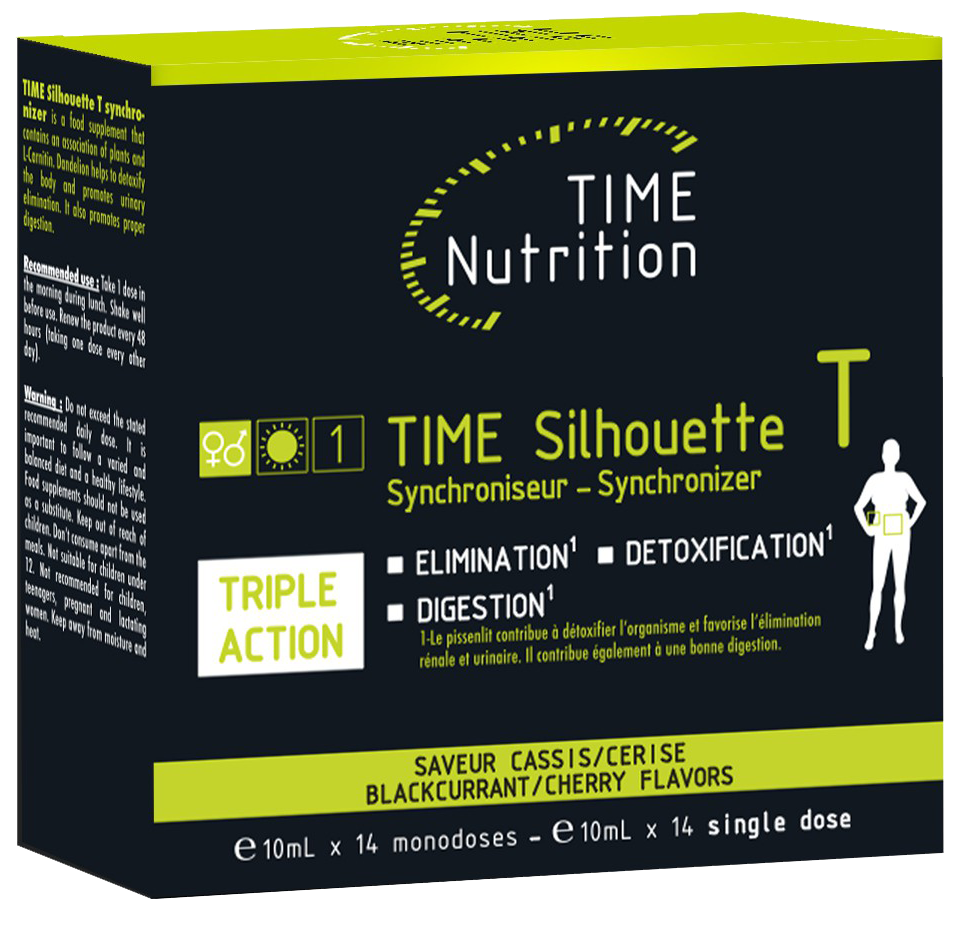 TIME Silhouette T synchro-
nizer is a food supplement that
contains an association of plants and
L-Carnitin. Dandelion helps to detoxify
the body and promotes urinary
elimination. It also promotes proper
digestion.
Recommended use : Take 1 dose in
the morning during lunch. Shake well
before use. Renew the product every 48
hours (taking one dose every other
day).
Warning : Do not exceed the stated
recommended daily dose. It is
important to follow a varied and
balanced diet and a healthy lifestyle.
Food supplements should not be used
as a substitute. Keep out of reach of
children. Don't consume apart from the
meals. Not suitable for children under
12. Not recommended for children,
teenagers, pregnant and lactating
women. Keep away from moisture and
heat.
TIME
Nutrition
1 TIME Silhouette T
Synchroniseur – Synchronizer
TRIPLE
ACTION
ELIMINATION¹ DETOXIFICATION¹
DIGESTION¹
1-Le pissenlit contribue à détoxifier l'organisme et favorise l'élimination
rénale et urinaire. Il contribue également à une bonne digestion.
SAVEUR CASSIS/CERISE
BLACKCURRANT/CHERRY FLAVORS
℮ 10mL x 14 monodoses – ℮ 10mL x 14 single dose